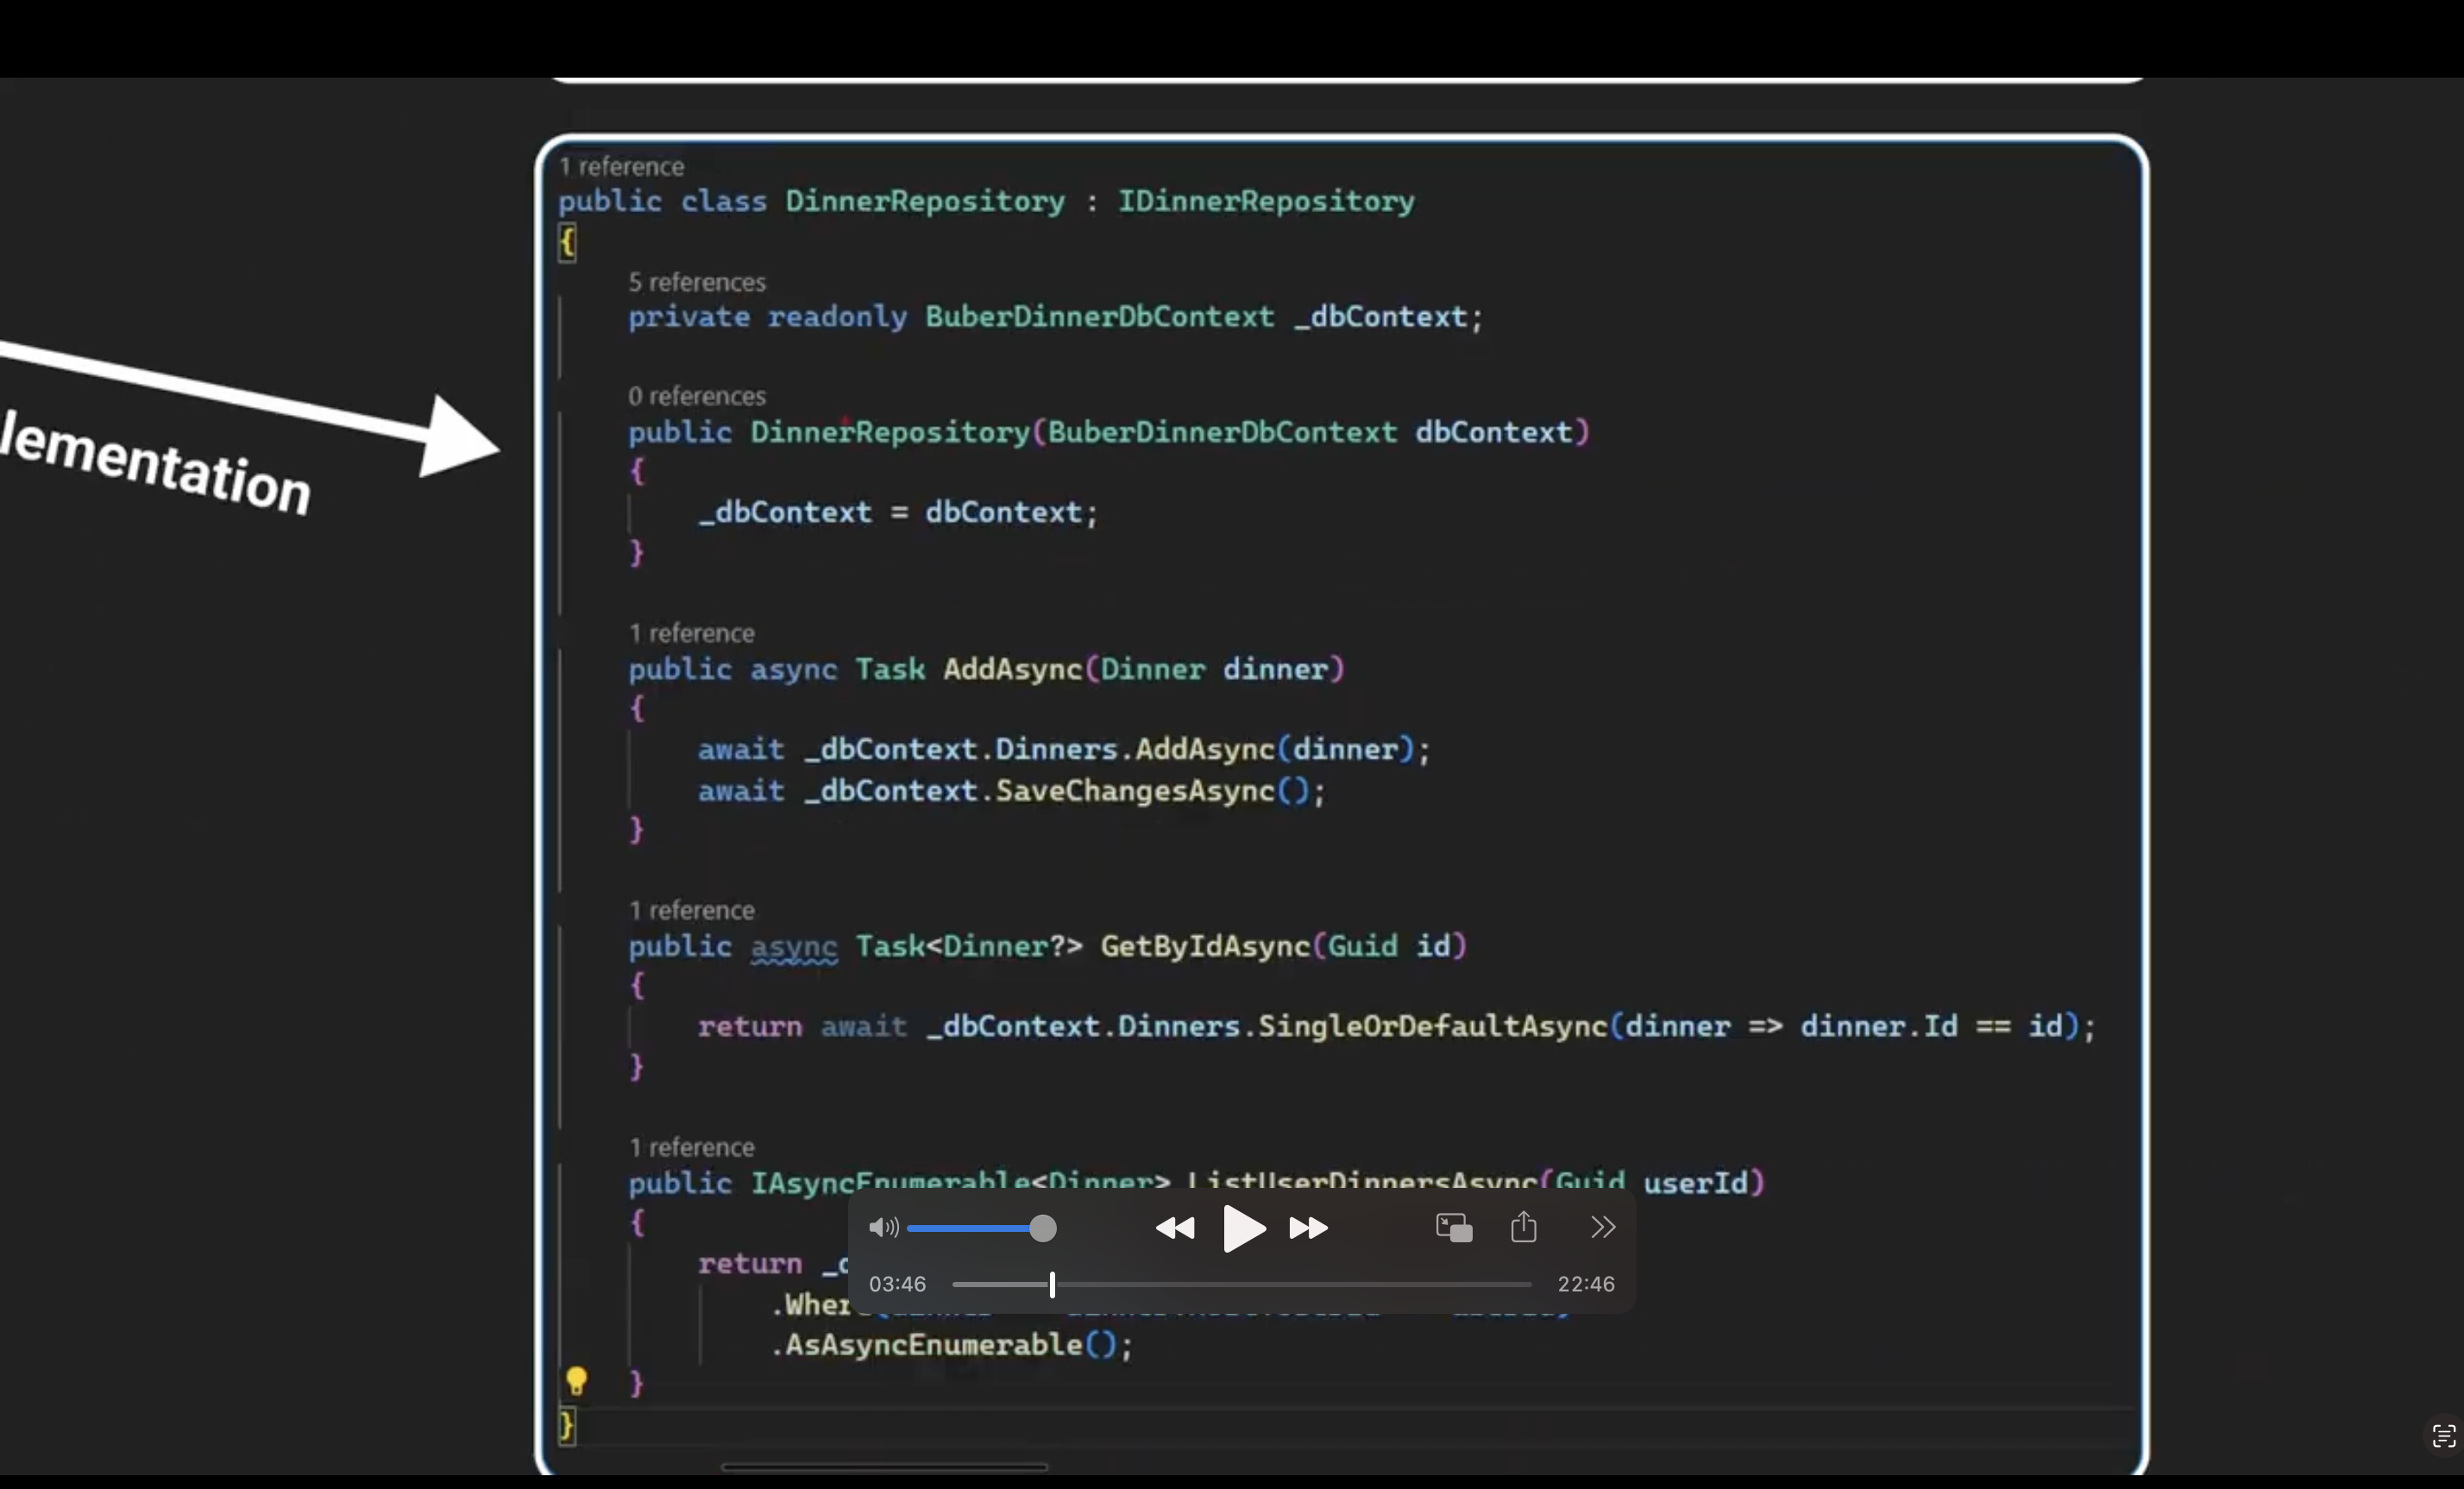 1 reference
public class DinnerRepository : IDinnerRepository
{
5 references
private readonly BuberDinnerDbContext _dbContext;
0 references
public DinnerRepository(BuberDinnerDbContext dbContext)
{
_dbContext = dbContext;
}
lementation
1 reference
public async Task AddAsync(Dinner dinner)
{
await _dbContext.Dinners.AddAsync(dinner);
await _dbContext.SaveChangesAsync();
}
1 reference
public async Task<Dinner?> GetByIdAsync(Guid id)
{
return await _dbContext.Dinners.SingleOrDefaultAsync(dinner => dinner.Id == id);
}
1 reference
public IAsyncEnumerable<Dinner> ListUserDinnersAsync(Guid userId)
{
return
.Wher
.AsAsyncEnumerable();
}
}
03:46
22:46